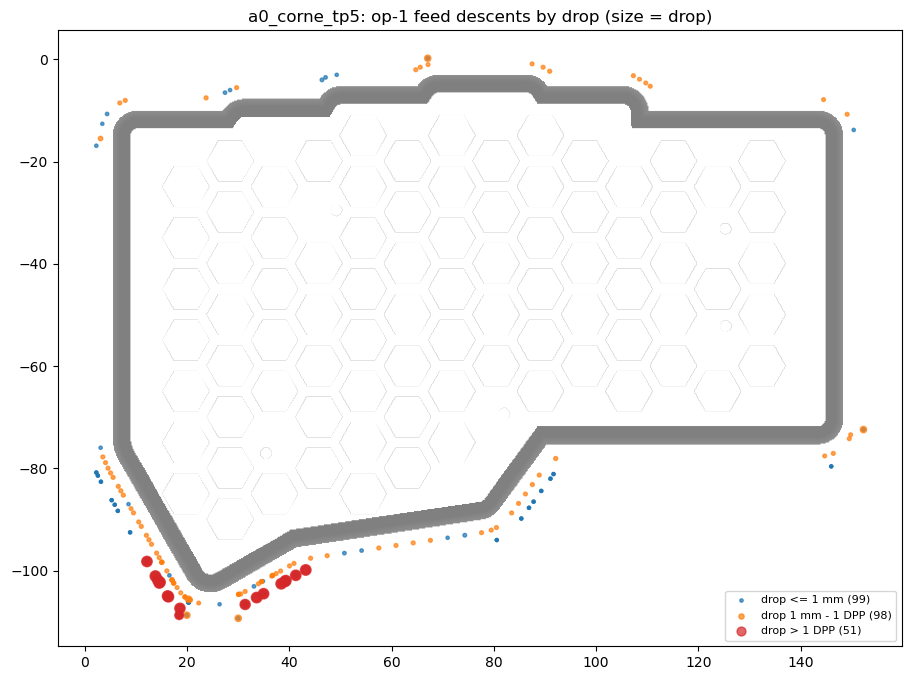 a0_corne_tp5: op-1 feed descents by drop (size = drop)
0
−20
−40
−60
−80
−100
0 20 40 60 80 100 120 140
drop <= 1 mm (99)
drop 1 mm - 1 DPP (98)
drop > 1 DPP (51)